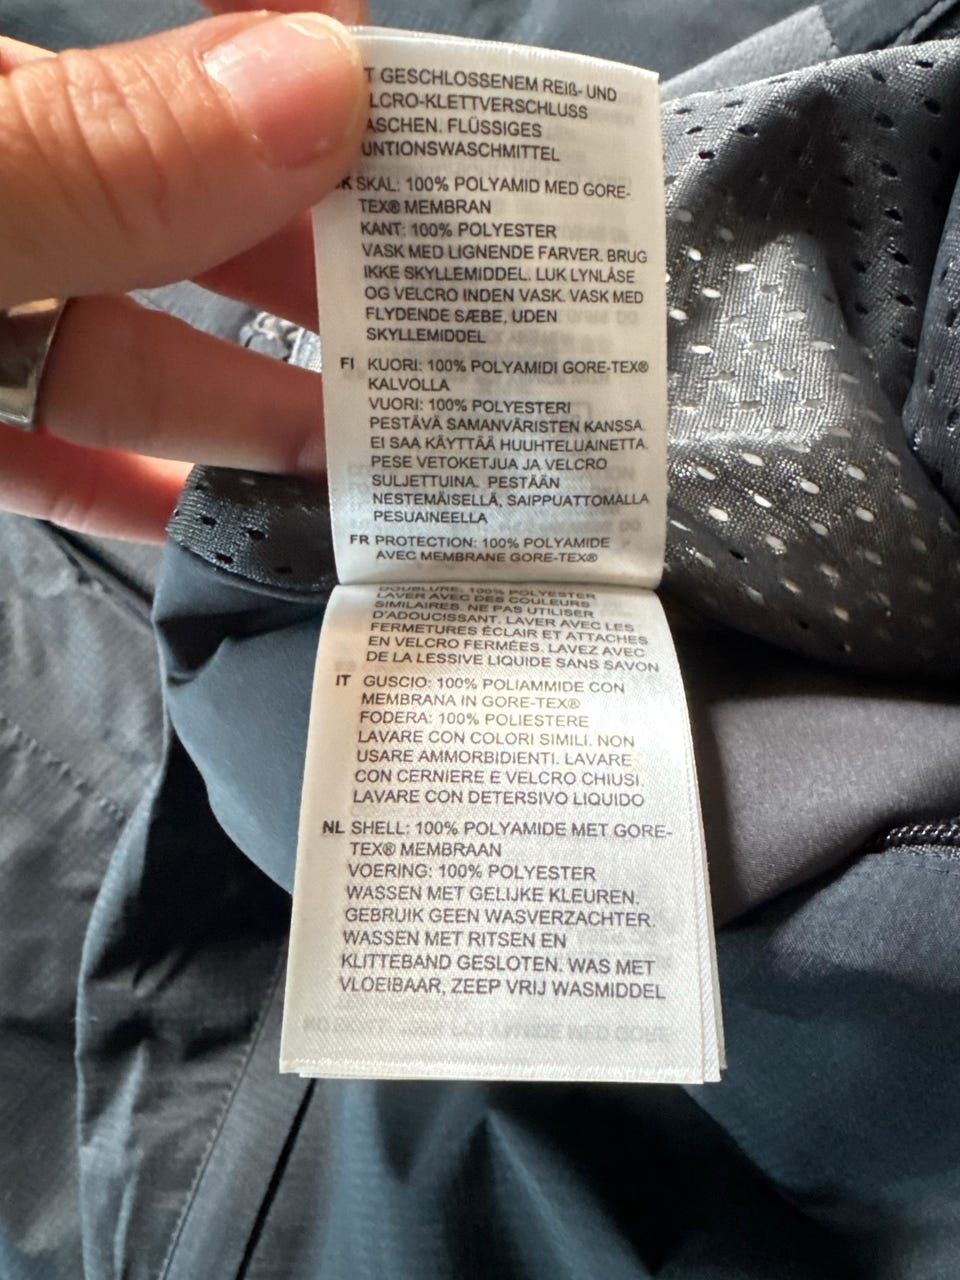 GESCHLOSSENEM REIß- UND
LCRO-KLETTVERSCHLUSS
ASCHEN. FLÜSSIGES
UNTIONSWASCHMITTEL
K SKAL: 100% POLYAMID MED GORE-
TEX® MEMBRAN
KANT: 100% POLYESTER
VASK MED LIGNENDE FARVER. BRUG
IKKE SKYLLEMIDDEL. LUK LYNLÅSE
OG VELCRO INDEN VASK. VASK MED
FLYDENDE SÆBE, UDEN
SKYLLEMIDDEL
FI KUORI: 100% POLYAMIDI GORE-TEX®
KALVOLLA
VUORI: 100% POLYESTERI
PESTÄVÄ SAMANVÄRISTEN KANSSA.
EI SAA KÄYTTÄÄ HUUHTELUAINETTA.
PESE VETOKETJUA JA VELCRO
SULJETTUINA. PESTÄÄN
NESTEMÄISELLÄ, SAIPPUATTOMALLA
PESUAINEELLA
FR PROTECTION: 100% POLYAMIDE
AVEC MEMBRANE GORE-TEX®
DOUBLURE: 100% POLYESTER
LAVER AVEC DES COULEURS
SIMILAIRES. NE PAS UTILISER
D'ADOUCISSANT. LAVER AVEC LES
FERMETURES ÉCLAIR ET ATTACHES
EN VELCRO FERMÉES. LAVEZ AVEC
DE LA LESSIVE LIQUIDE SANS SAVON
IT GUSCIO: 100% POLIAMMIDE CON
MEMBRANA IN GORE-TEX®
FODERA: 100% POLIESTERE
LAVARE CON COLORI SIMILI. NON
USARE AMMORBIDENTI. LAVARE
CON CERNIERE E VELCRO CHIUSI.
LAVARE CON DETERSIVO LIQUIDO
NL SHELL: 100% POLYAMIDE MET GORE-
TEX® MEMBRAAN
VOERING: 100% POLYESTER
WASSEN MET GELIJKE KLEUREN.
GEBRUIK GEEN WASVERZACHTER.
WASSEN MET RITSEN EN
KLITTEBAND GESLOTEN. WAS MET
VLOEIBAAR, ZEEP VRIJ WASMIDDEL